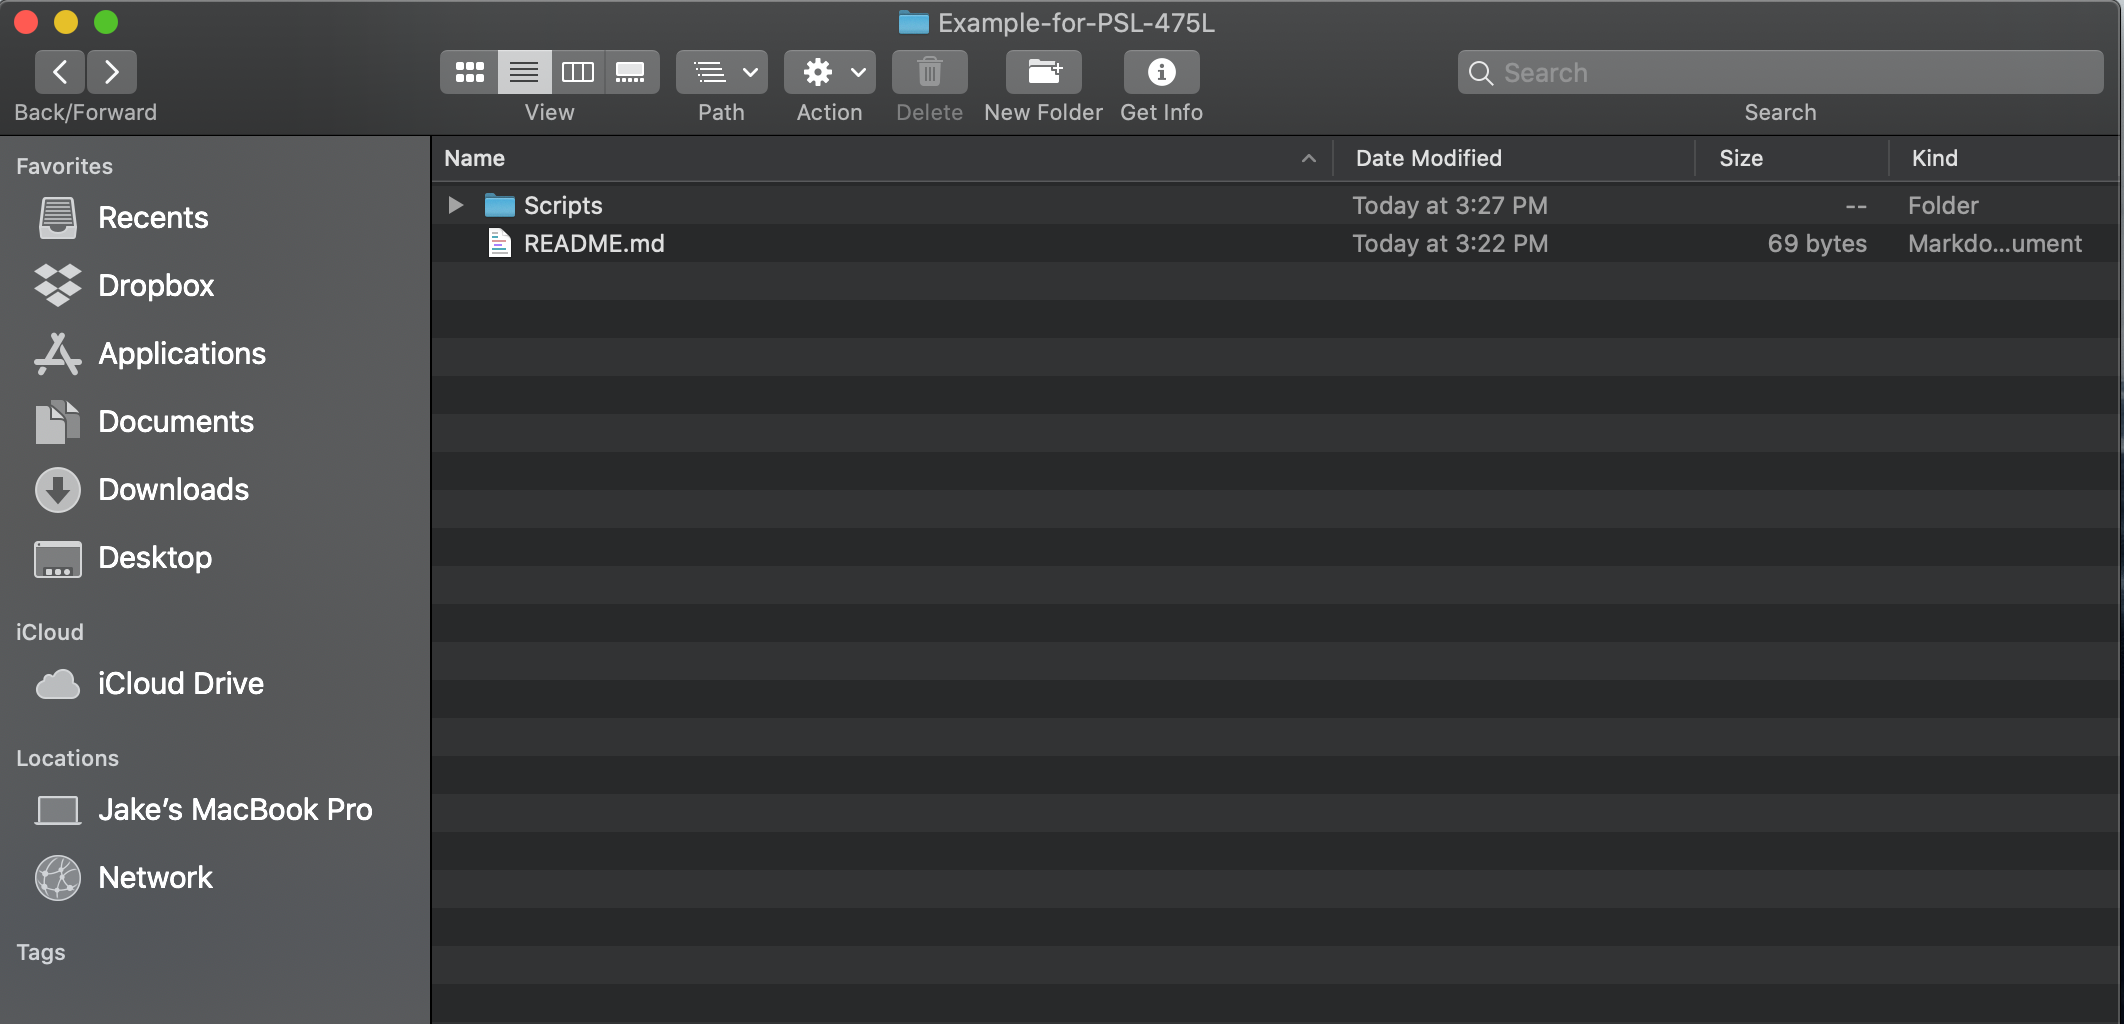 Example-for-PSL-475L
Search
Back/Forward
View
Path
Action
Delete
New Folder
Get Info
Search
Favorites
Recents
Dropbox
Applications
Documents
Downloads
Desktop
iCloud
iCloud Drive
Locations
Jake’s MacBook Pro
Network
Tags
Name Date Modified Size Kind
Scripts Today at 3:27 PM -- Folder
README.md Today at 3:22 PM 69 bytes Markdo...ument